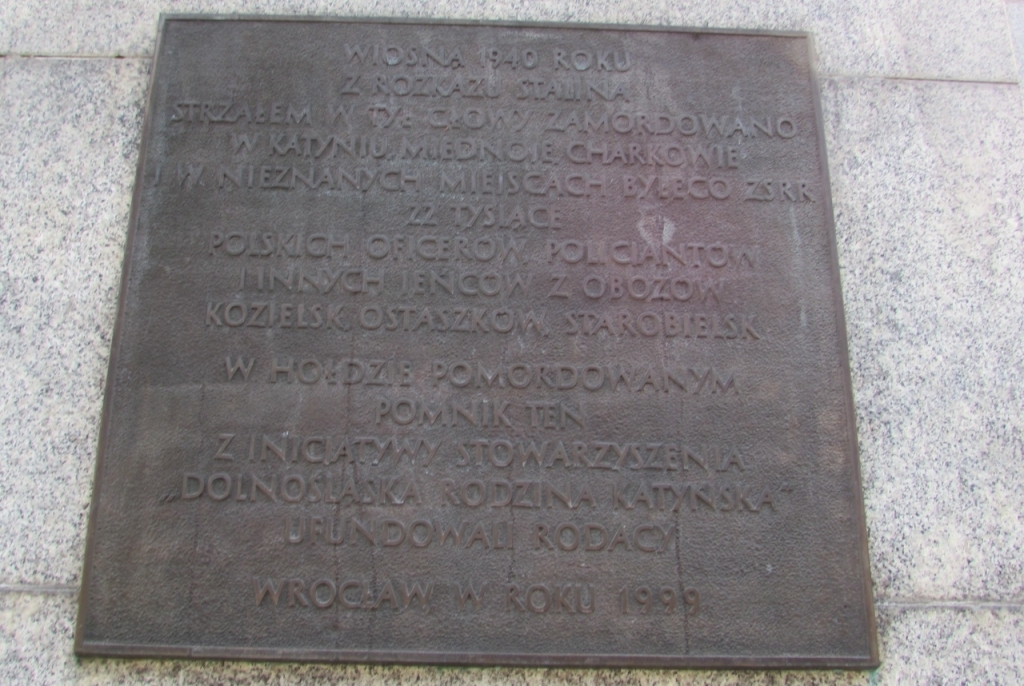 WIOSNĄ 1940 ROKU
Z ROZKAZU STALINA
STRZAŁEM W TYŁ GŁOWY ZAMORDOWANO
W KATYNIU, MIEDNOJE, CHARKOWIE
I W NIEZNANYCH MIEJSCACH BYŁEGO ZSRR
22 TYSIĄCE
POLSKICH OFICERÓW, POLICJANTÓW
I INNYCH JEŃCÓW Z OBOZÓW
KOZIELSK, OSTASZKÓW, STAROBIELSK
W HOŁDZIE POMORDOWANYM
POMNIK TEN
Z INICJATYWY STOWARZYSZENIA
„DOLNOŚLĄSKA RODZINA KATYŃSKA"
UFUNDOWALI RODACY
WROCŁAW W ROKU 1999